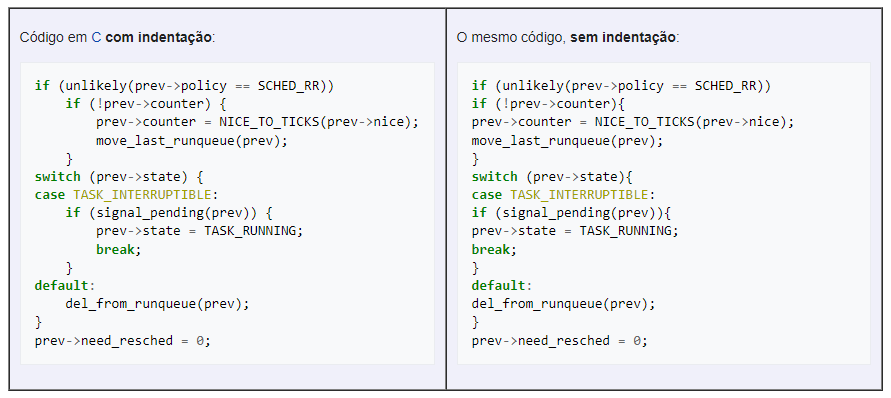 Código em C com indentação:
if (unlikely(prev->policy == SCHED_RR))
    if (!prev->counter) {
        prev->counter = NICE_TO_TICKS(prev->nice);
        move_last_runqueue(prev);
    }
switch (prev->state) {
case TASK_INTERRUPTIBLE:
    if (signal_pending(prev)) {
        prev->state = TASK_RUNNING;
        break;
    }
default:
    del_from_runqueue(prev);
}
prev->need_resched = 0;
O mesmo código, sem indentação:
if (unlikely(prev->policy == SCHED_RR))
if (!prev->counter){
prev->counter = NICE_TO_TICKS(prev->nice);
move_last_runqueue(prev);
}
switch (prev->state){
case TASK_INTERRUPTIBLE:
if (signal_pending(prev)){
prev->state = TASK_RUNNING;
break;
}
default:
del_from_runqueue(prev);
}
prev->need_resched = 0;